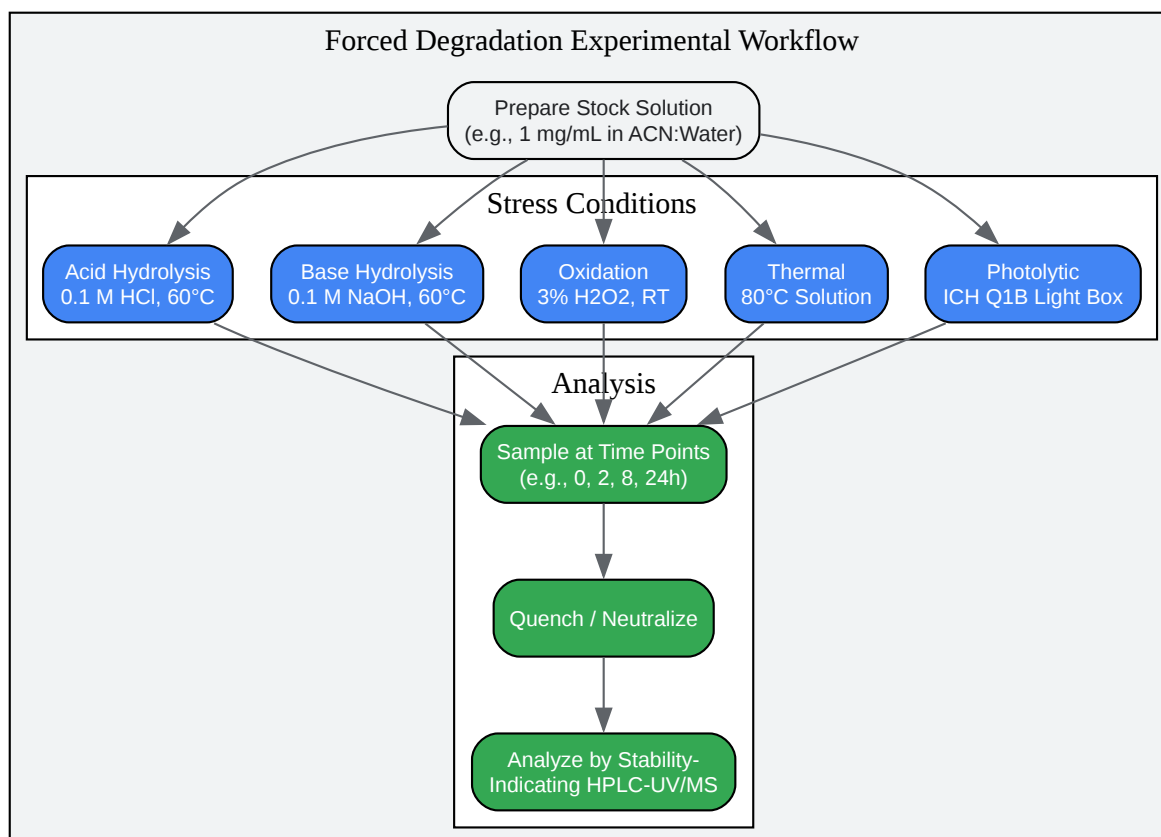 Forced Degradation Experimental Workflow
Prepare Stock Solution
(e.g., 1 mg/mL in ACN:Water)
Stress Conditions
Acid Hydrolysis
0.1 M HCl, 60°C
Base Hydrolysis
0.1 M NaOH, 60°C
Oxidation
3% H2O2, RT
Thermal
80°C Solution
Photolytic
ICH Q1B Light Box
Analysis
Sample at Time Points
(e.g., 0, 2, 8, 24h)
Quench / Neutralize
Analyze by Stability-
Indicating HPLC-UV/MS